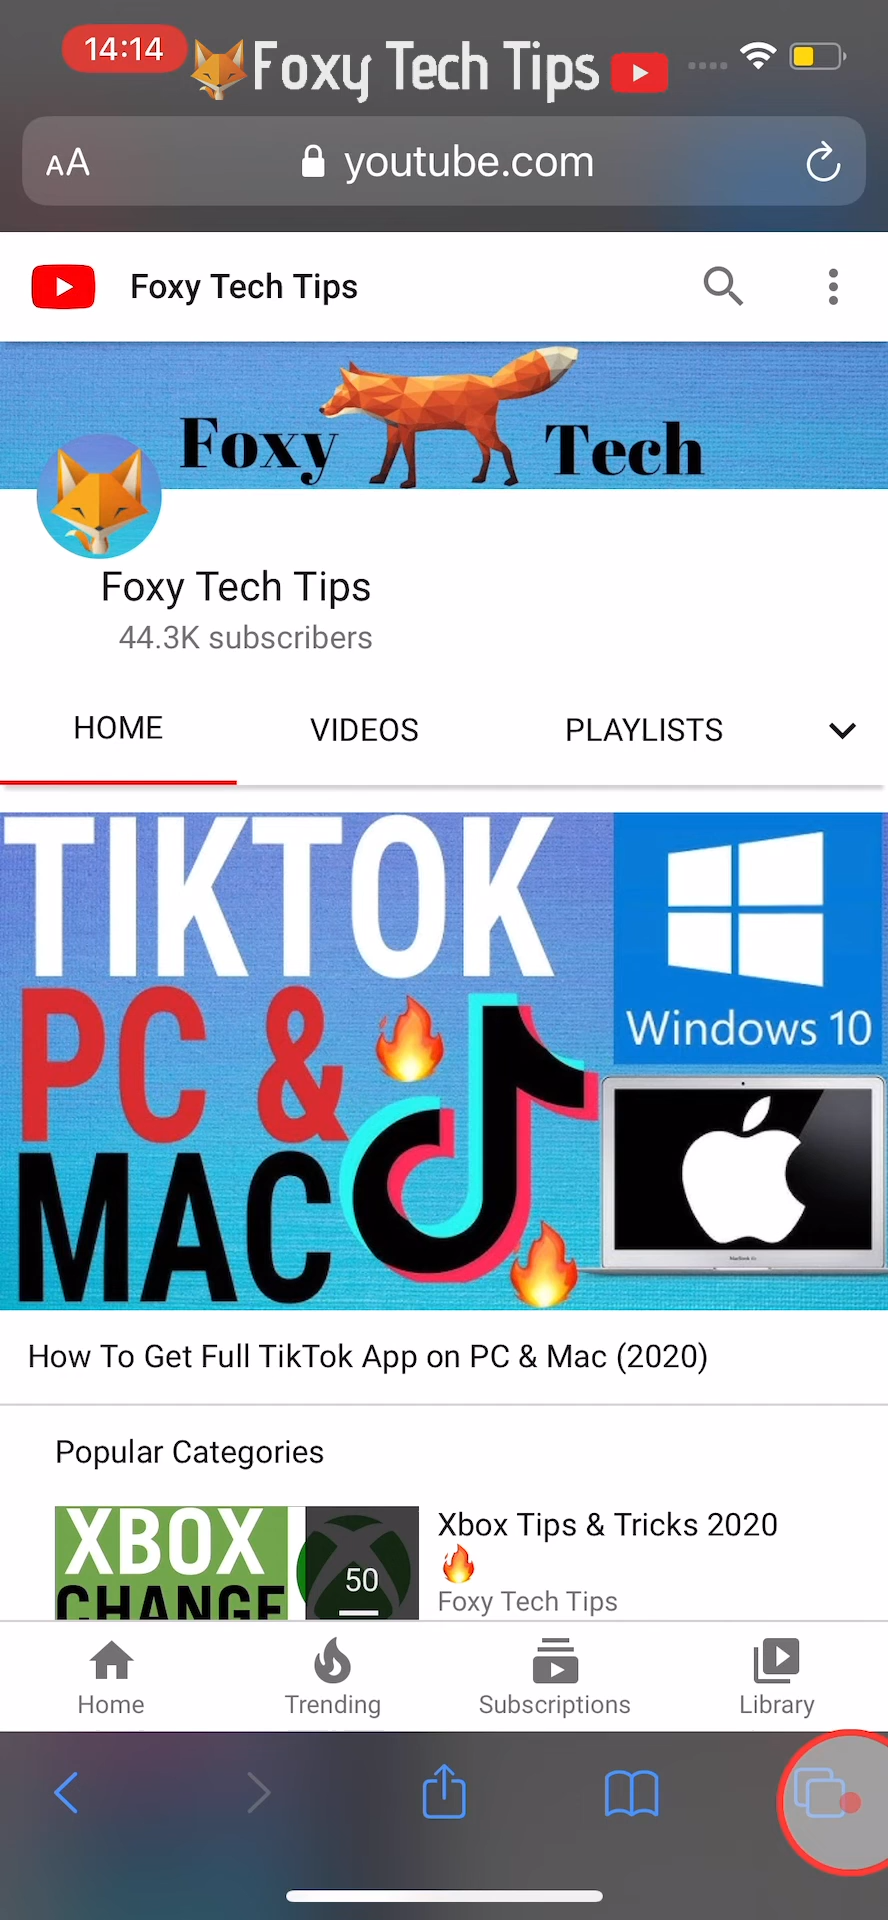 14:14
Foxy Tech Tips
AA
youtube.com
Foxy Tech Tips
Foxy Tech
Foxy Tech Tips
44.3K subscribers
HOME VIDEOS PLAYLISTS
TIKTOK
PC &
MAC
Windows 10
How To Get Full TikTok App on PC & Mac (2020)
Popular Categories
XBOX
CHANGE
50
Xbox Tips & Tricks 2020
Foxy Tech Tips
Home Trending Subscriptions Library